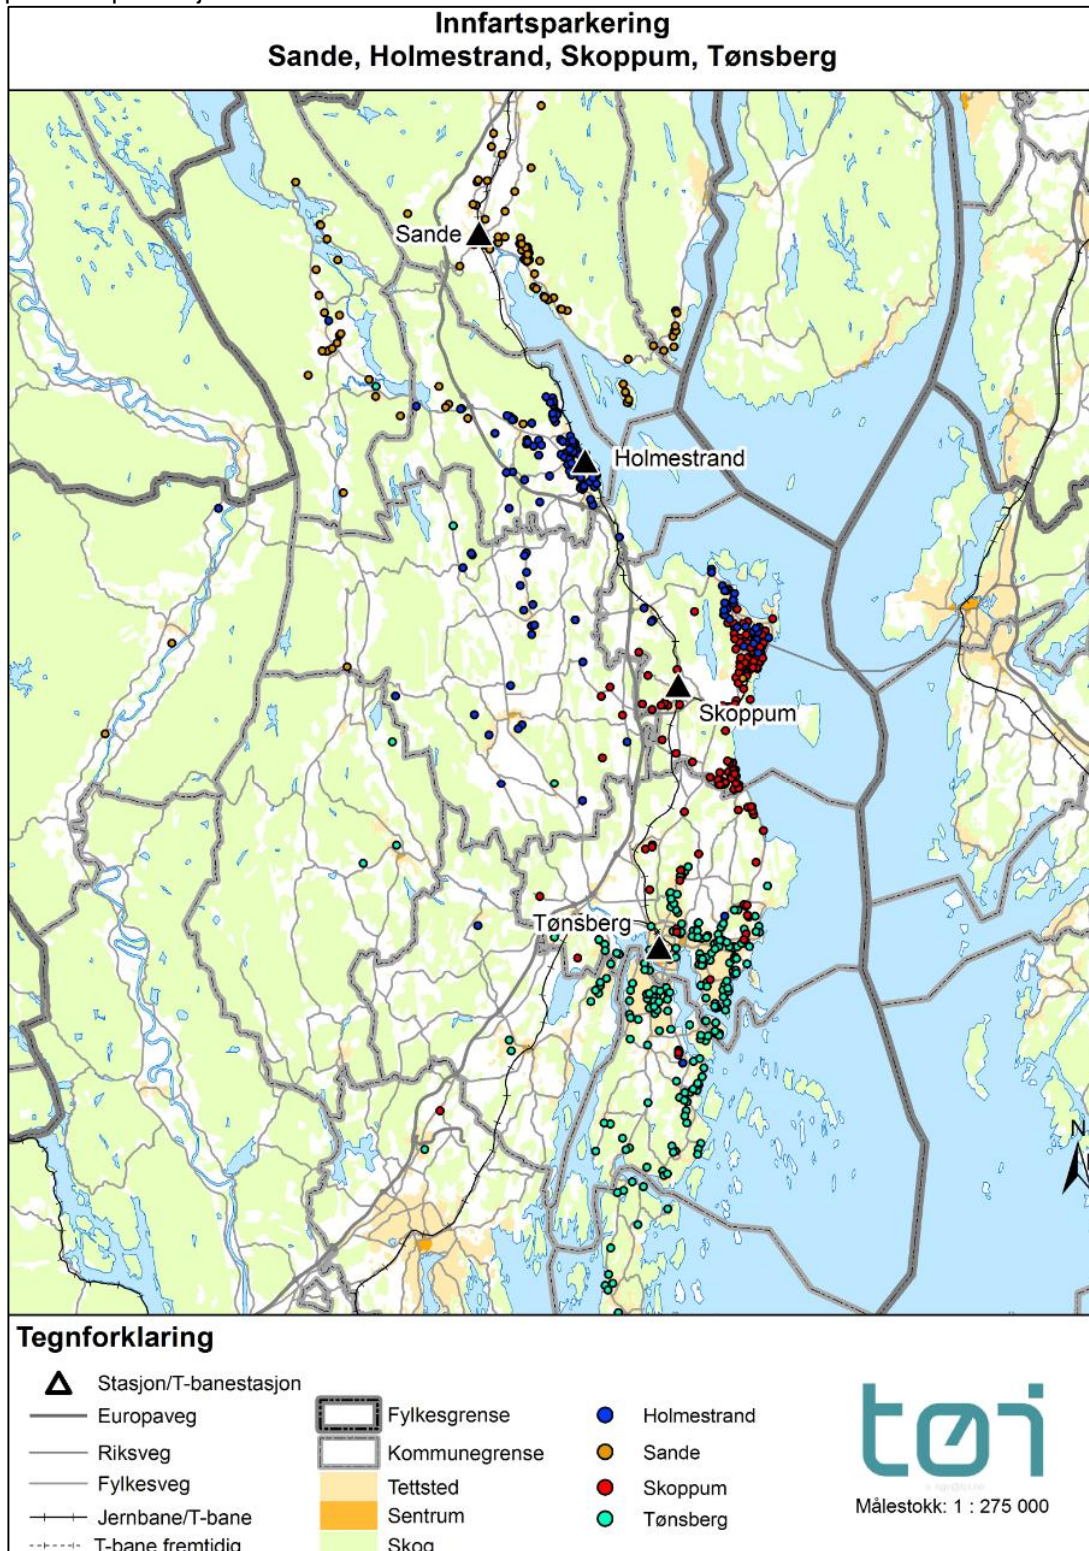 Innfartsparkering
Sande, Holmestrand, Skoppum, Tønsberg
Sande
Holmestrand
Skoppum
Tønsberg
N
Tegnforklaring
Stasjon/T-banestasjon
Europaveg
Riksveg
Fylkesveg
Jernbane/T-bane
T-bane fremtidig
Fylkesgrense
Kommunegrense
Tettsted
Sentrum
Skog
Holmestrand
Sande
Skoppum
Tønsberg
tøi
Målestokk: 1 : 275 000